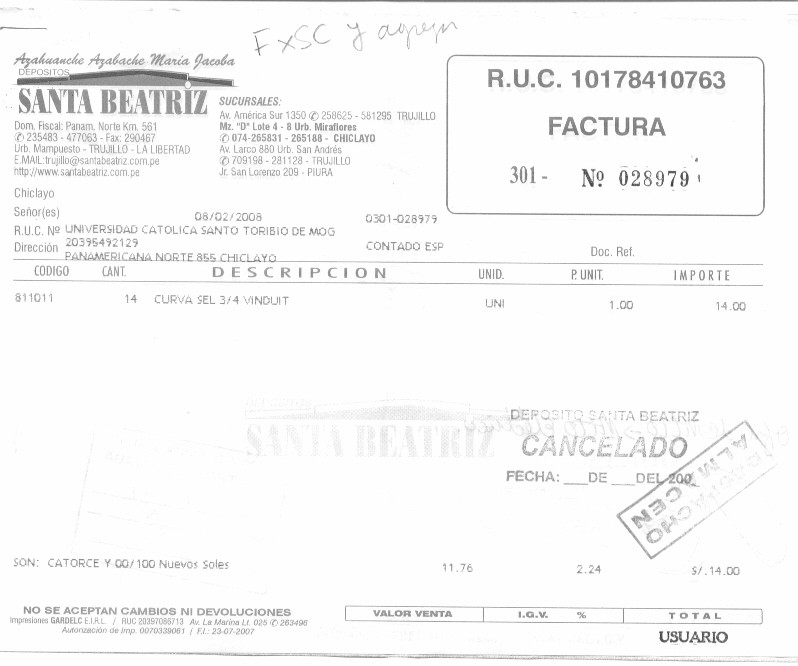 FxSC y agregar
Azahuanche Azabache Maria Jacoba
DEPOSITOS
SANTA BEATRIZ
Dom. Fiscal: Panam. Norte Km. 561
✆ 235483 - 477063 - Fax: 290467
Urb. Mampuesto - TRUJILLO - LA LIBERTAD
E.MAIL:trujillo@santabeatriz.com.pe
http://www.santabeatriz.com.pe
SUCURSALES:
Av. América Sur 1350 ✆ 258625 - 581295 TRUJILLO
Mz. "D" Lote 4 - 8 Urb. Miraflores
✆ 074-265831 - 265188 - CHICLAYO
Av. Larco 880 Urb. San Andrés
✆ 709198 - 281128 - TRUJILLO
Jr. San Lorenzo 209 - PIURA
R.U.C. 10178410763
FACTURA
301- Nº 028979
Chiclayo
Señor(es) 08/02/2008 0301-028979
R.U.C. Nº UNIVERSIDAD CATOLICA SANTO TORIBIO DE MOG
Dirección 20395492129 CONTADO ESP Doc. Ref.
PANAMERICANA NORTE 855 CHICLAYO
CODIGO CANT. DESCRIPCION UNID. P. UNIT. IMPORTE
811011 14 CURVA SEL 3/4 VINDUIT UNI 1.00 14.00
SANTA BEATRIZ
DEPOSITO SANTA BEATRIZ
CANCELADO
FECHA: ___DE ___DEL 200
DESPACHO
ALMACEN
SON: CATORCE Y 00/100 Nuevos Soles 11.76 2.24 S/.14.00
NO SE ACEPTAN CAMBIOS NI DEVOLUCIONES
Impresiones GARDELC E.I.R.L. / RUC 20397086713 Av. La Marina Lt. 025 ✆ 263496
Autorización de Imp. 0070339061 / F.I.: 23-07-2007
VALOR VENTA I.G.V. % TOTAL
USUARIO